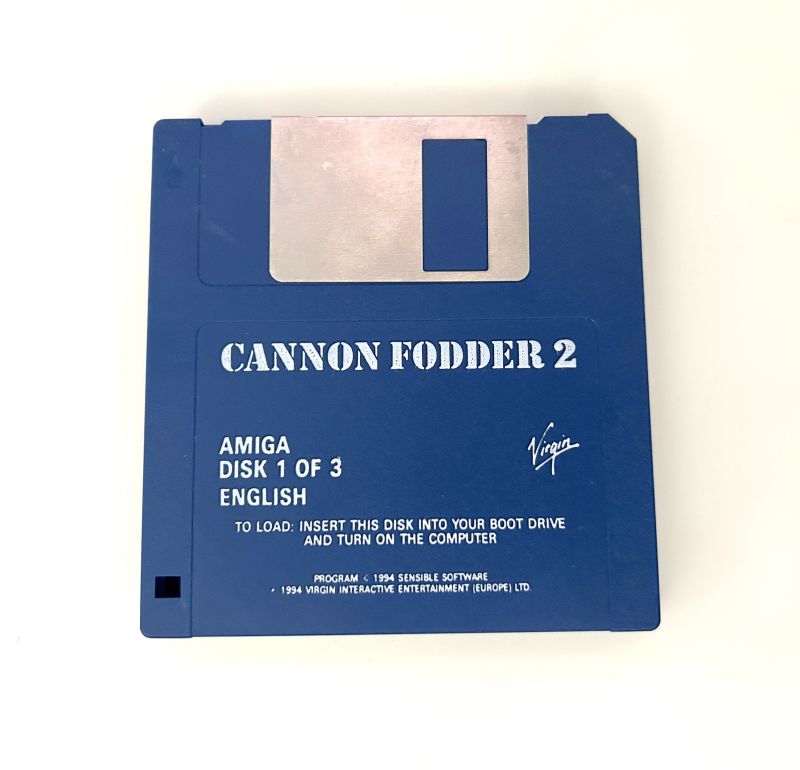 CANNON FODDER 2
AMIGA
DISK 1 OF 3
ENGLISH
Virgin
TO LOAD: INSERT THIS DISK INTO YOUR BOOT DRIVE
AND TURN ON THE COMPUTER
PROGRAM © 1994 SENSIBLE SOFTWARE
© 1994 VIRGIN INTERACTIVE ENTERTAINMENT (EUROPE) LTD.